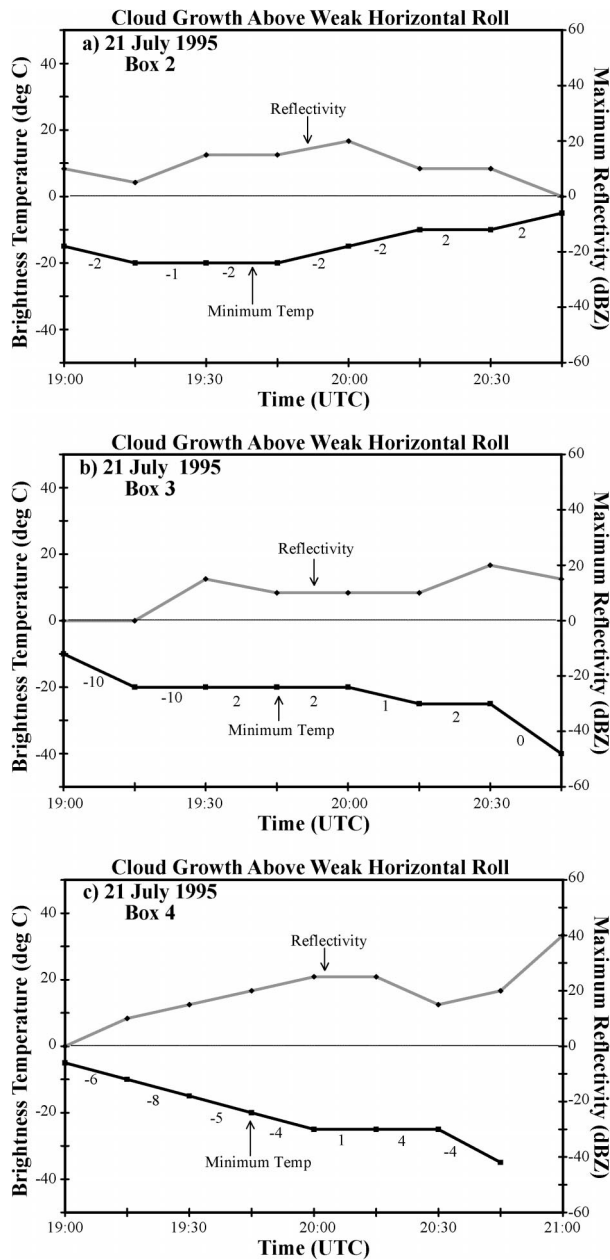 Cloud Growth Above Weak Horizontal Roll
a) 21 July 1995
Box 2
Brightness Temperature (deg C)
Maximum Reflectivity (dBZ)
40
20
0
-20
-40
60
40
20
0
-20
-40
-60
Reflectivity
-2 -1 -2 -2 -2 2 2
Minimum Temp
19:00 19:30 20:00 20:30
Time (UTC)
Cloud Growth Above Weak Horizontal Roll
b) 21 July 1995
Box 3
Brightness Temperature (deg C)
Maximum Reflectivity (dBZ)
40
20
0
-20
-40
60
40
20
0
-20
-40
-60
Reflectivity
-10 -10 2 2 1 2 0
Minimum Temp
19:00 19:30 20:00 20:30
Time (UTC)
Cloud Growth Above Weak Horizontal Roll
c) 21 July 1995
Box 4
Brightness Temperature (deg C)
Maximum Reflectivity (dBZ)
40
20
0
-20
-40
60
40
20
0
-20
-40
-60
Reflectivity
-6 -8 -5 -4 1 4 -4
Minimum Temp
19:00 19:30 20:00 20:30 21:00
Time (UTC)